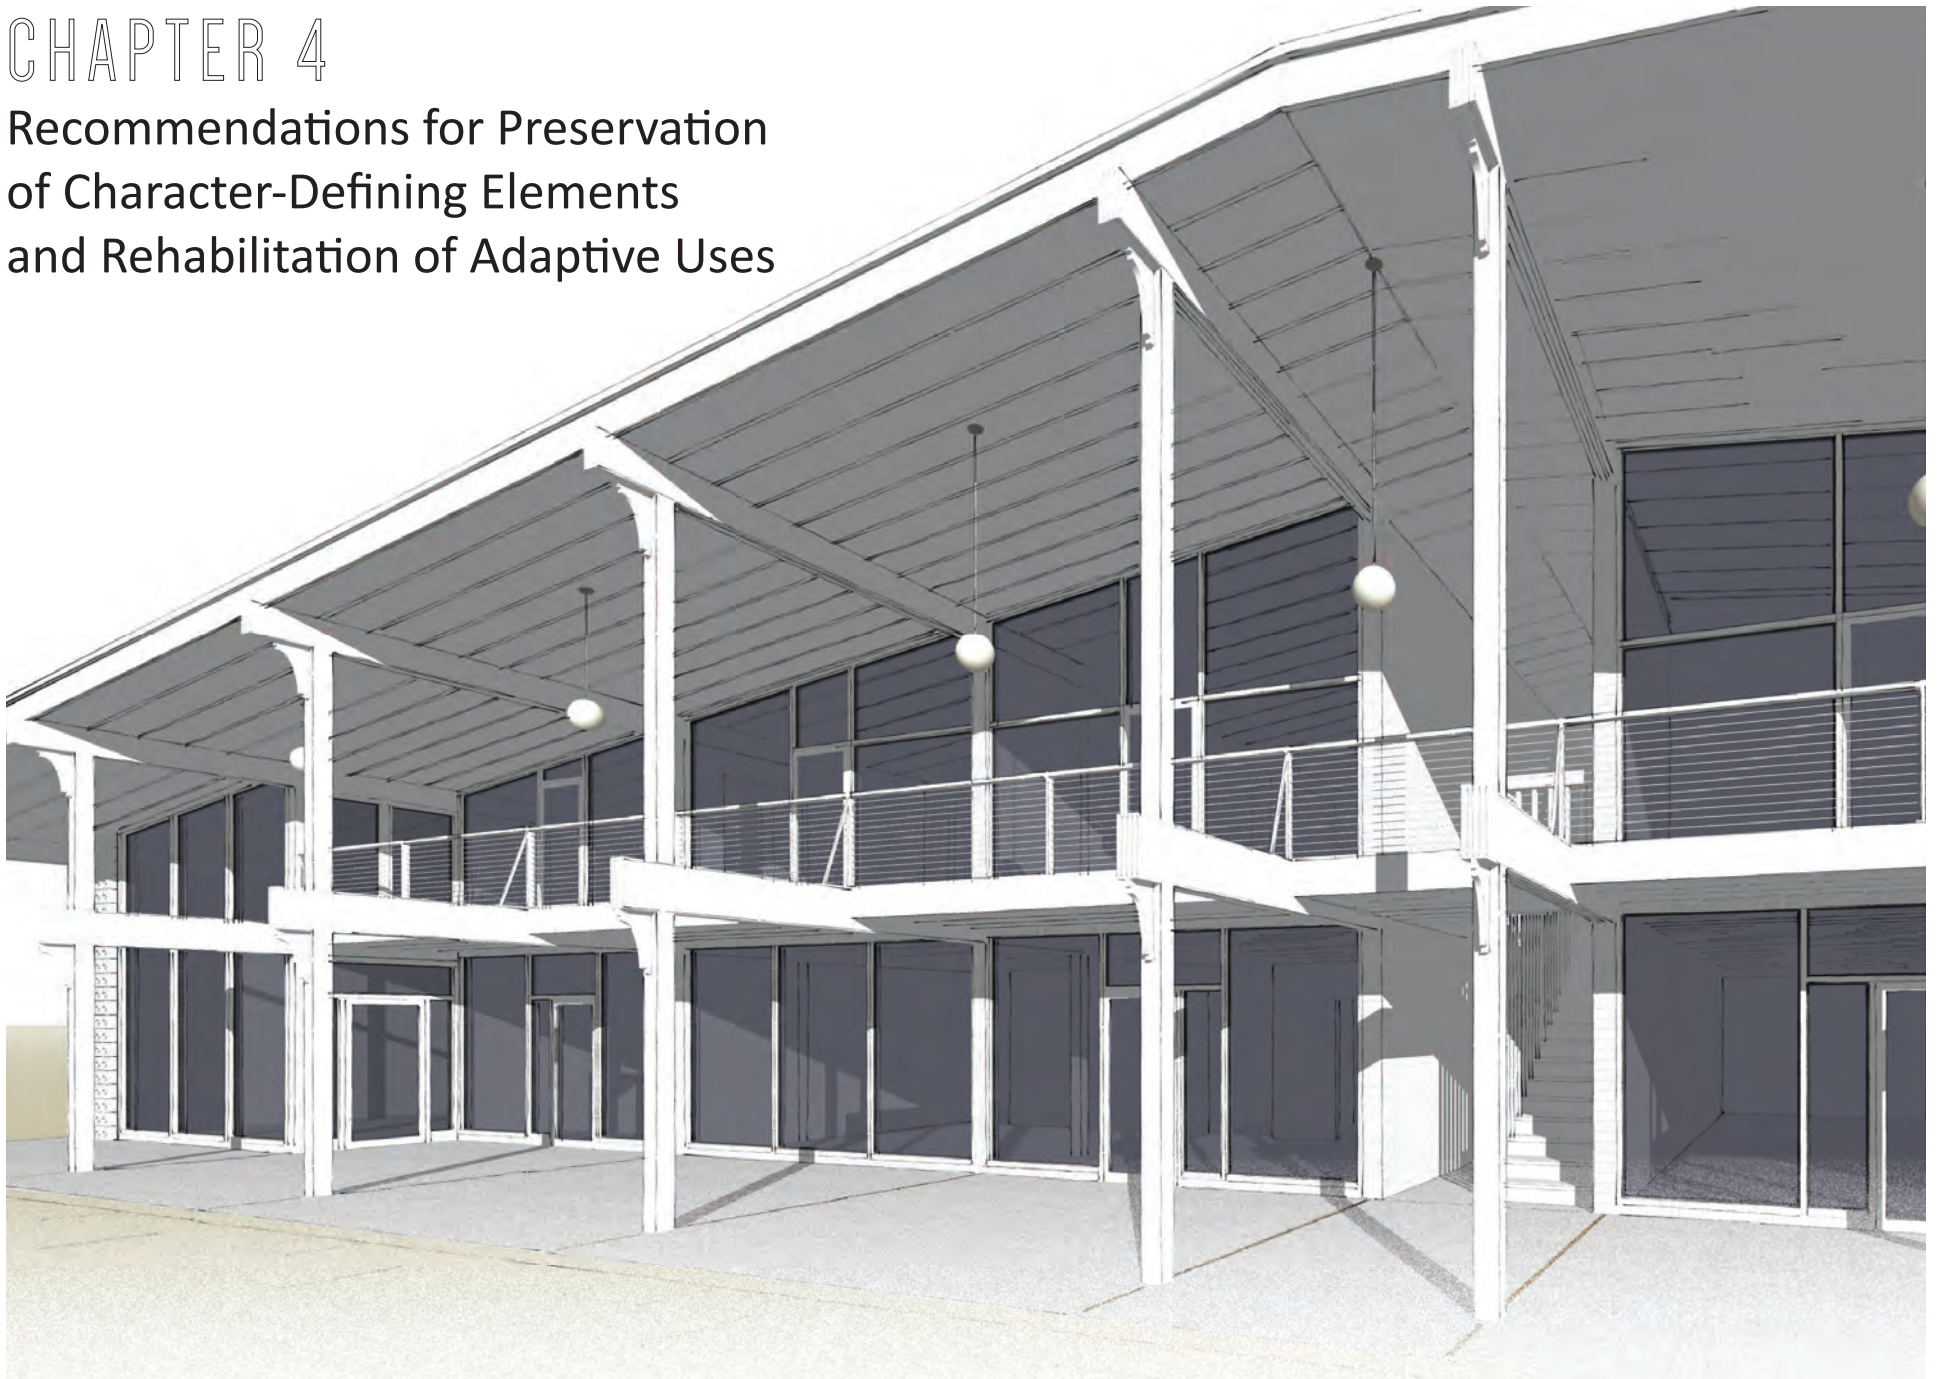 CHAPTER 4
Recommendations for Preservation
of Character-Defining Elements
and Rehabilitation of Adaptive Uses